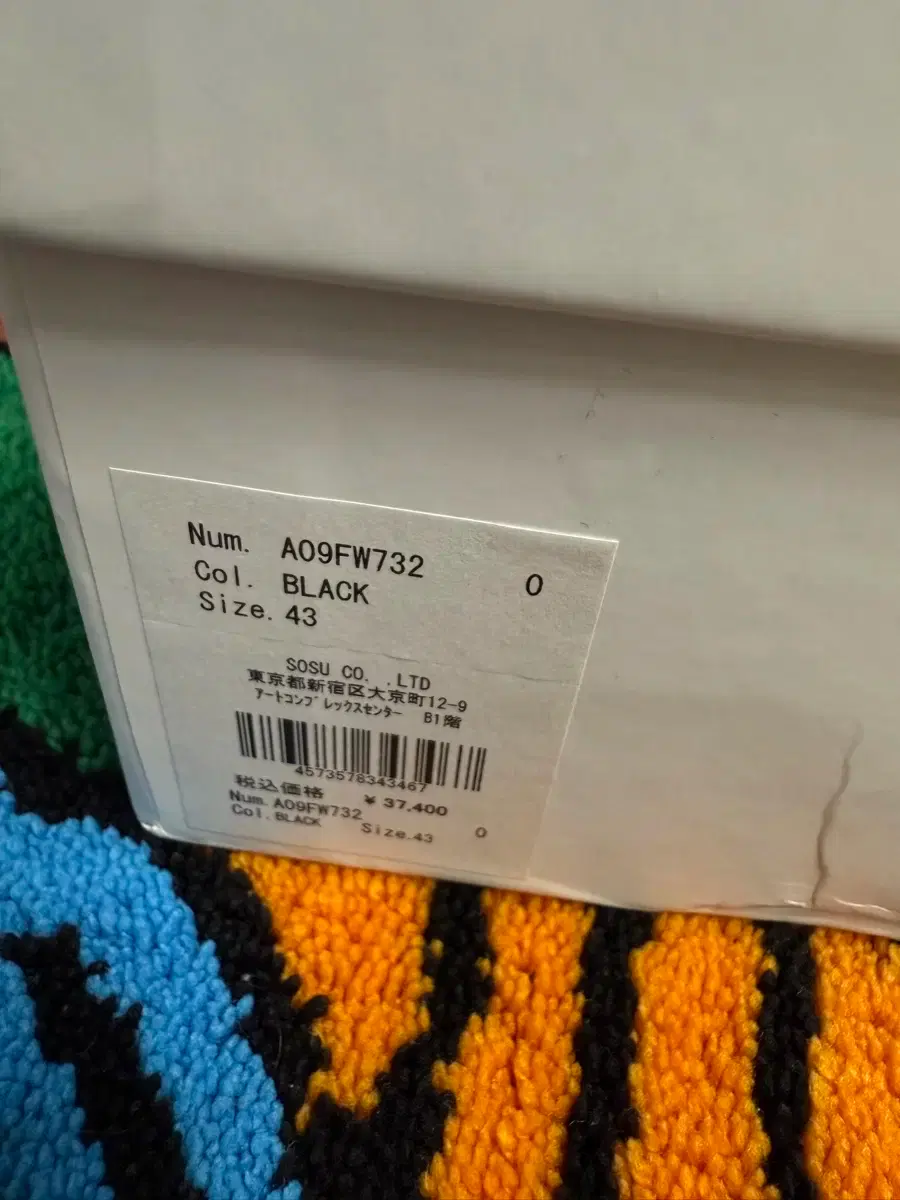 Num. A09FW732
Col. BLACK 0
Size. 43
SOSU CO. .LTD
東京都新宿区大京町12-9
ｱｰﾄｺﾝﾌﾟﾚｯｸｽｾﾝﾀｰ B1階
4573578343467
税込価格 ¥ 37.400
Num. A09FW732
Col. BLACK Size. 43 0